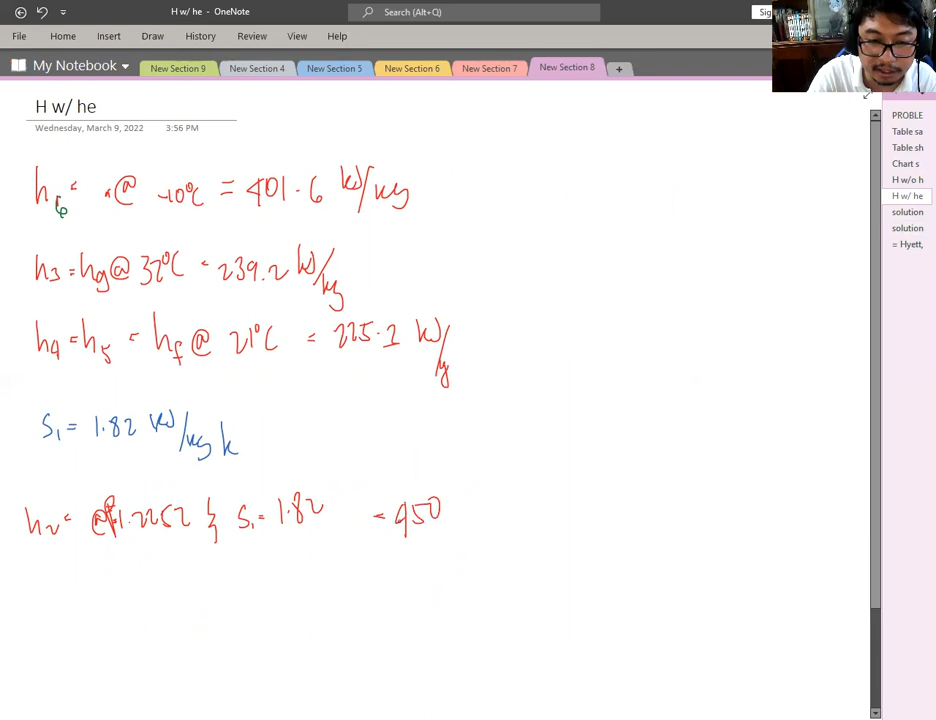 H w/ he - OneNote
Search (Alt+Q)
Sig
File Home Insert Draw History Review View Help
My Notebook
New Section 9 New Section 4 New Section 5 New Section 6 New Section 7 New Section 8 +
H w/ he
Wednesday, March 9, 2022 3:56 PM
PROBLE
Table sa
Table sh
Chart s
H w/o h
H w/ he
solution
solution
= Hyett,
h6 = @ -10°C = 401.6 kJ/kg
h3 = hg @ 32°C = 239.2 kJ/kg
h4 = h5 = hf @ 21°C = 225.1 kJ/kg
S1 = 1.82 kJ/kg k
h2 = @P 1.2252 & S1 = 1.82 = 450